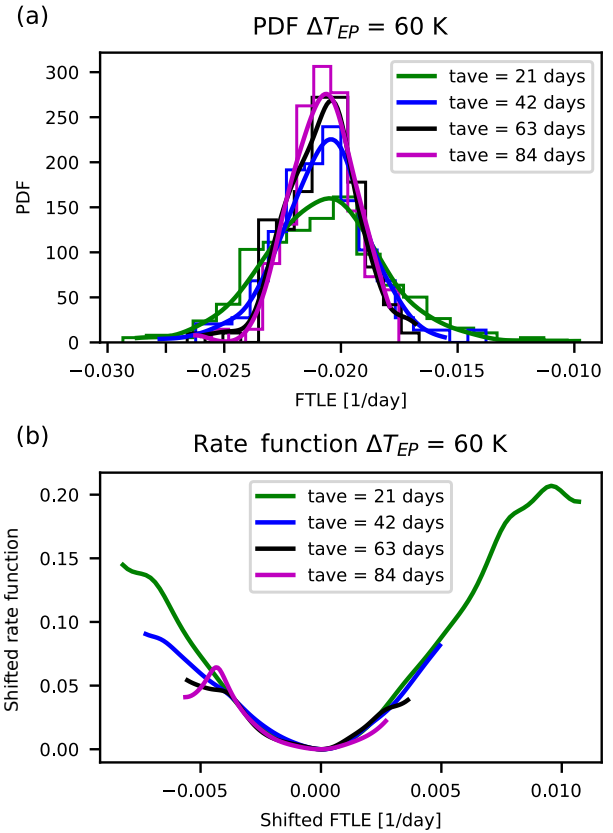 (a)
PDF ΔT_EP = 60 K
PDF
300
250
200
150
100
50
0
tave = 21 days
tave = 42 days
tave = 63 days
tave = 84 days
−0.030 −0.025 −0.020 −0.015 −0.010
FTLE [1/day]
(b)
Rate function ΔT_EP = 60 K
Shifted rate function
0.20
0.15
0.10
0.05
0.00
tave = 21 days
tave = 42 days
tave = 63 days
tave = 84 days
−0.005 0.000 0.005 0.010
Shifted FTLE [1/day]